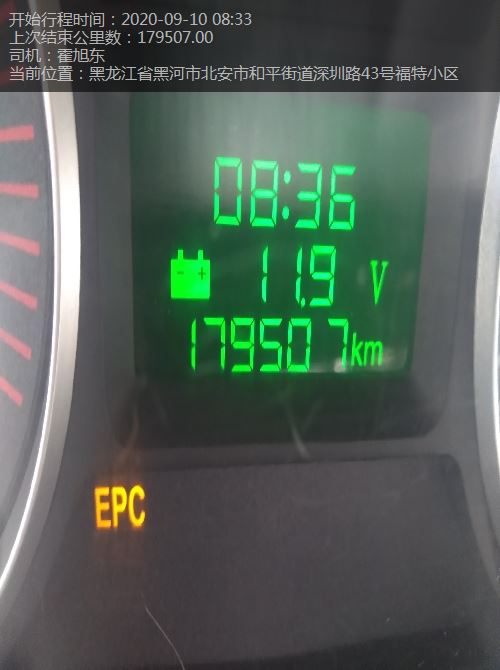 开始行程时间：2020-09-10 08:33
上次结束公里数：179507.00
司机：霍旭东
当前位置：黑龙江省黑河市北安市和平街道深圳路43号福特小区
08:36
- + 11.9 V
179507km
EPC